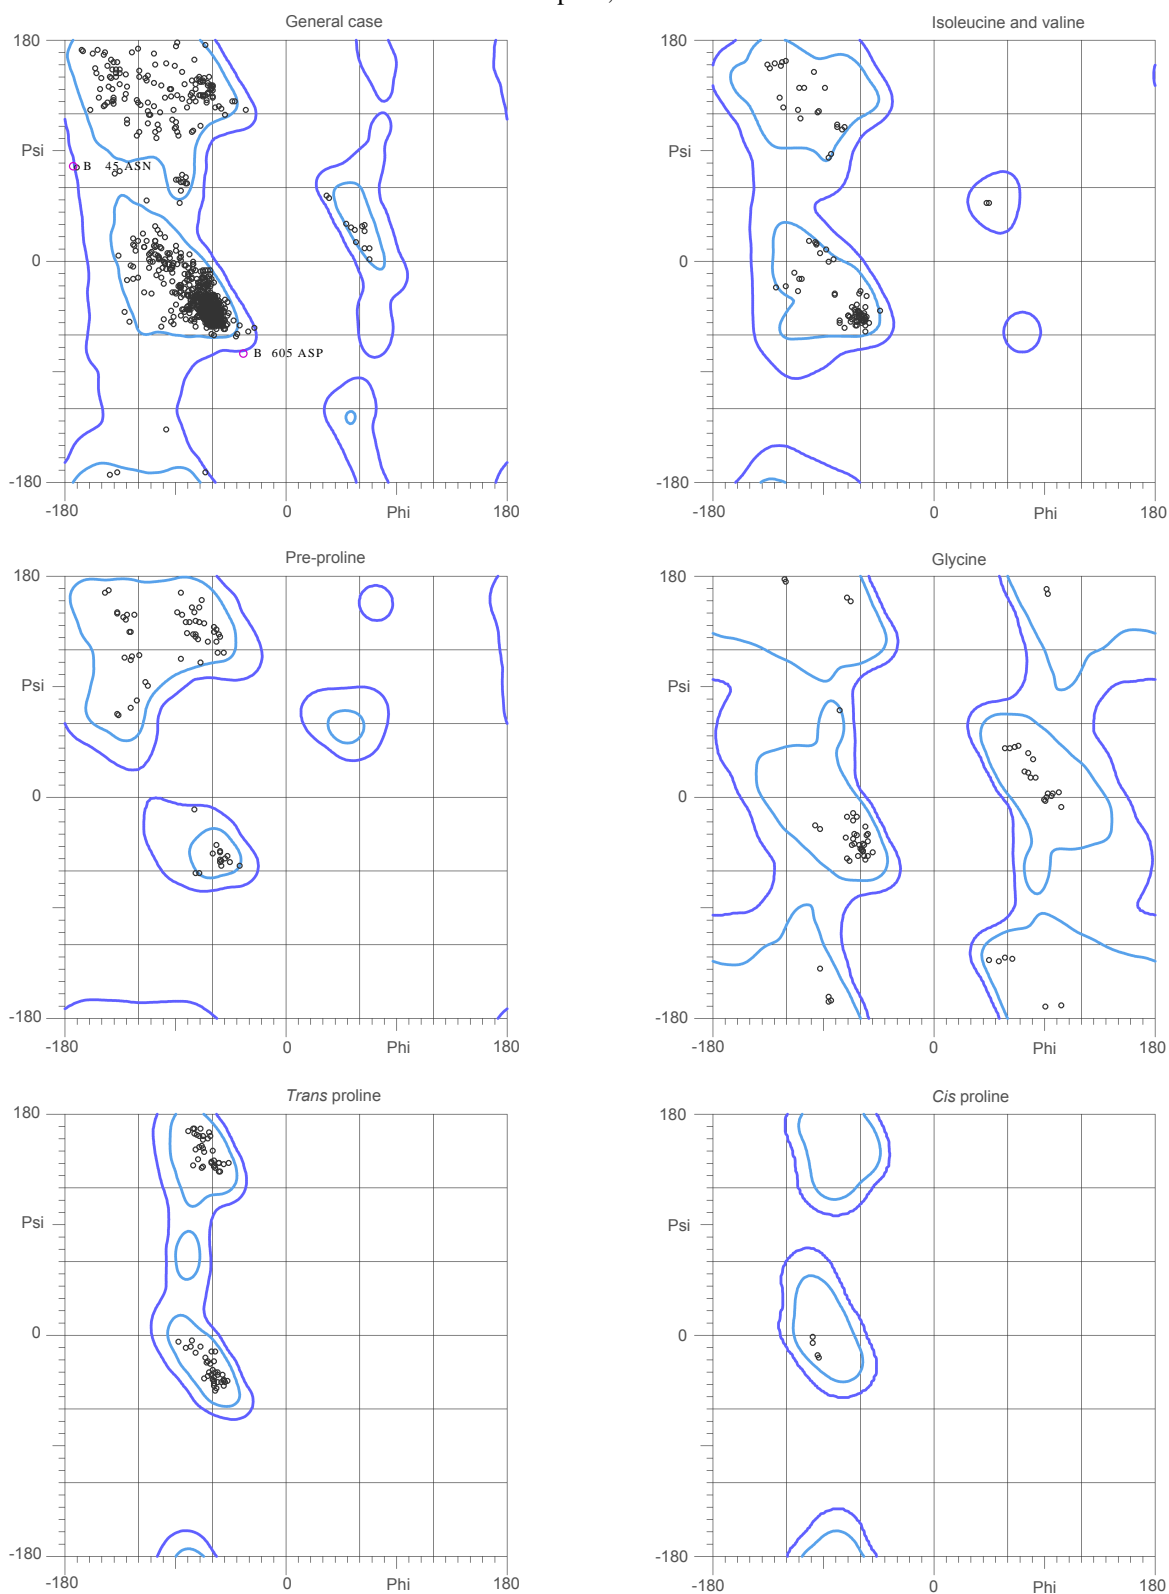 General case
180
Psi
B 45 ASN
0
B 605 ASP
-180
-180
0
Phi
180
Isoleucine and valine
180
Psi
0
-180
-180
0
Phi
180
Pre-proline
180
Psi
0
-180
-180
0
Phi
180
Glycine
180
Psi
0
-180
-180
0
Phi
180
Trans proline
180
Psi
0
-180
-180
0
Phi
180
Cis proline
180
Psi
0
-180
-180
0
Phi
180